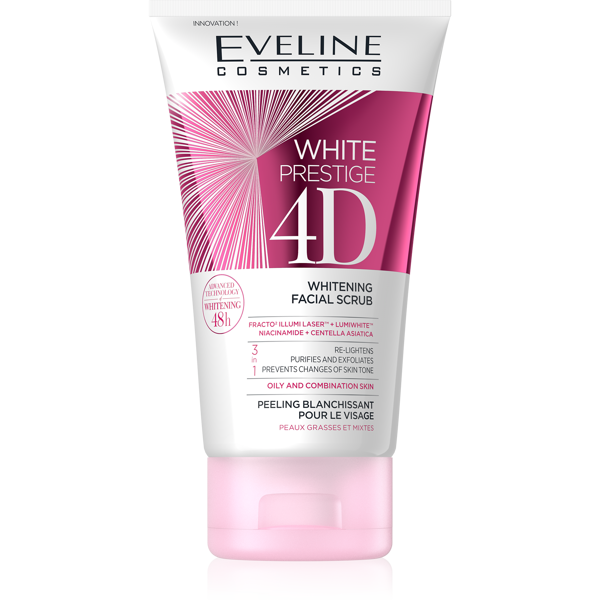 INNOVATION!
EVELINE
COSMETICS
WHITE
PRESTIGE
4D
WHITENING
FACIAL SCRUB
ADVANCED
TECHNOLOGY
WHITENING
48h
FRACTO² ILLUMI LASER™ + LUMIWHITE™
NIACINAMIDE + CENTELLA ASIATICA
3 in 1
RE-LIGHTENS
PURIFIES AND EXFOLIATES
PREVENTS CHANGES OF SKIN TONE
OILY AND COMBINATION SKIN
PEELING BLANCHISSANT
POUR LE VISAGE
PEAUX GRASSES ET MIXTES